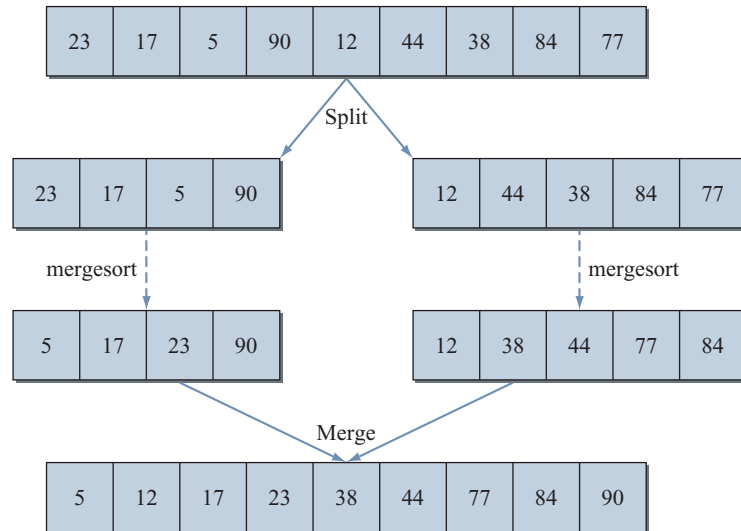 23 17 5 90 12 44 38 84 77
Split
23 17 5 90
12 44 38 84 77
mergesort
mergesort
5 17 23 90
12 38 44 77 84
Merge
5 12 17 23 38 44 77 84 90